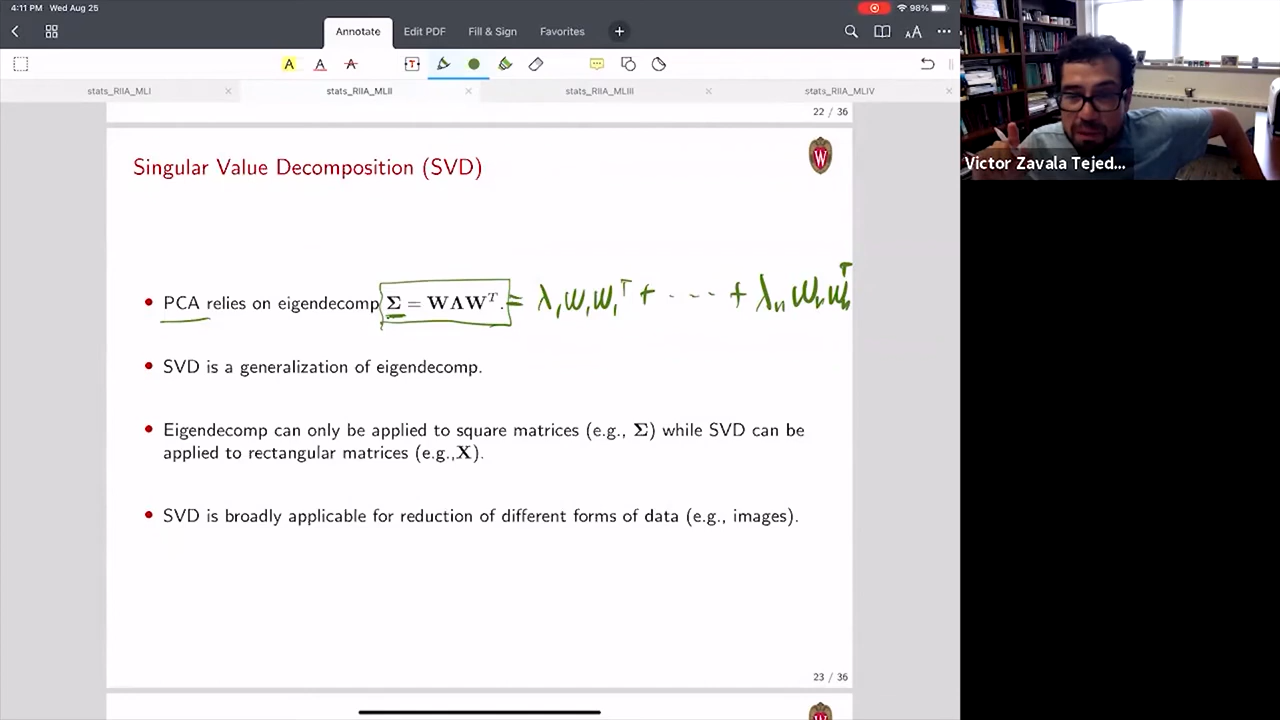 4:11 PM Wed Aug 25
98%
Annotate
Edit PDF
Fill & Sign
Favorites
stats_RIIA_MLI
stats_RIIA_MLII
stats_RIIA_MLIII
stats_RIIA_MLIV
22 / 36
Singular Value Decomposition (SVD)
W
• PCA relies on eigendecomp Σ = WΛWᵀ. = λ₁w₁w₁ᵀ + ---- + λₙwₙwₙᵀ
• SVD is a generalization of eigendecomp.
• Eigendecomp can only be applied to square matrices (e.g., Σ) while SVD can be
applied to rectangular matrices (e.g.,X).
• SVD is broadly applicable for reduction of different forms of data (e.g., images).
23 / 36
Victor Zavala Tejed...